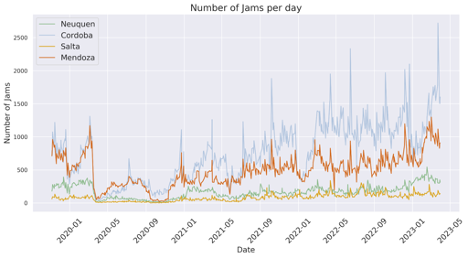 Number of Jams per day
Neuquen
Cordoba
Salta
Mendoza
Number of Jams
2500
2000
1500
1000
500
0
2020-01
2020-05
2020-09
2021-01
2021-05
2021-09
2022-01
2022-05
2022-09
2023-01
2023-05
Date